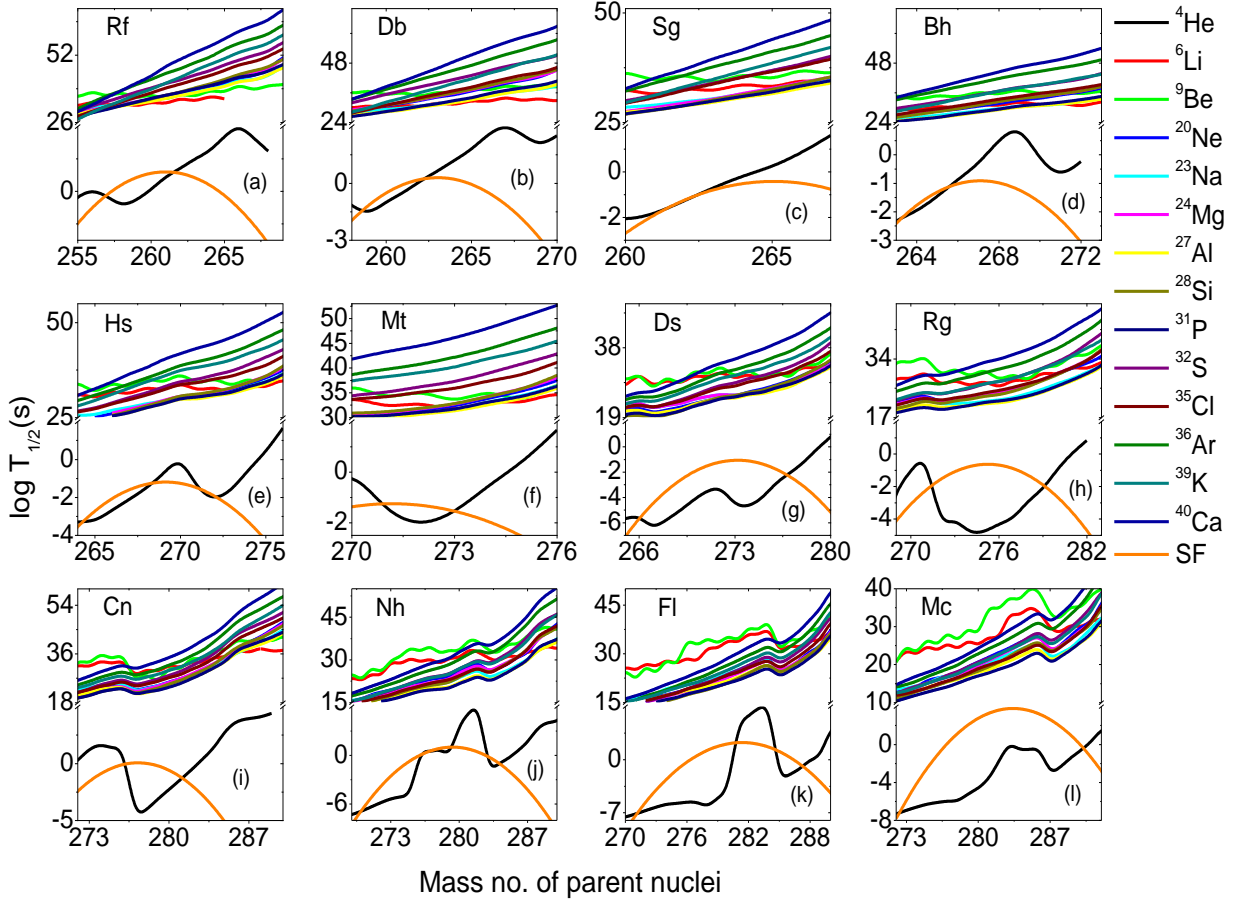 Rf
Db
Sg
Bh
52
26
26
0
(a)
255 260 265
48
24
24
0
-3
(b)
260 265 270
50
25
0
-2
(c)
260 265
48
24
2
0
-1
-2
-3
(d)
264 268 272
Hs
Mt
Ds
Rg
50
25
0
-2
-4
(e)
265 270 275
50
45
40
35
30
0
-2
(f)
270 273 276
38
19
0
-2
-4
-6
(g)
266 273 280
34
17
0
-2
-4
(h)
270 276 282
Cn
Nh
Fl
Mc
54
36
18
0
-5
(i)
273 280 287
45
30
15
0
-6
(j)
273 280 287
45
30
15
0
-7
(k)
270 276 282 288
40
30
20
10
0
-4
-8
(l)
273 280 287
log T₁/₂(s)
Mass no. of parent nuclei
⁴He
⁶Li
⁹Be
²⁰Ne
²³Na
²⁴Mg
²⁷Al
²⁸Si
³¹P
³²S
³⁵Cl
³⁶Ar
³⁹K
⁴⁰Ca
SF